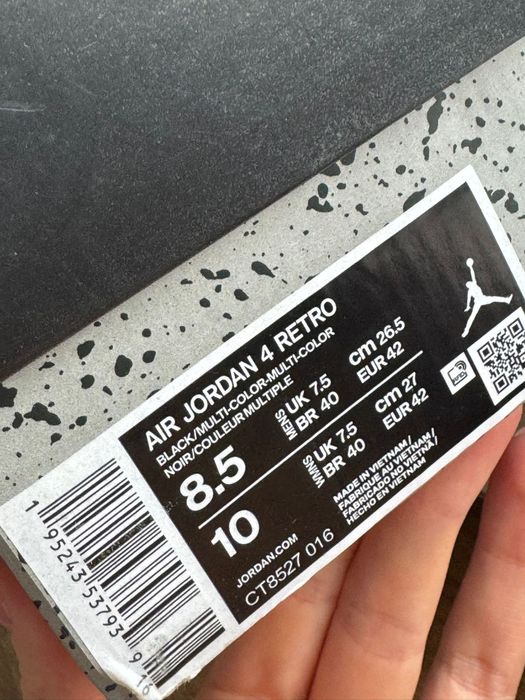 AIR JORDAN 4 RETRO
BLACK/MULTI-COLOR-MULTI-COLOR
NOIR/COULEUR MULTIPLE
8.5
MENS
UK 7.5
BR 40
cm 26.5
EUR 42
10
WMNS
UK 7.5
BR 40
cm 27
EUR 42
JORDAN.COM
CT8527 016
MADE IN VIETNAM /
FABRIQUE AU VIETNAM /
FABRICADO NO VIETNÃ /
HECHO EN VIETNAM
1 95243 53793 9
16